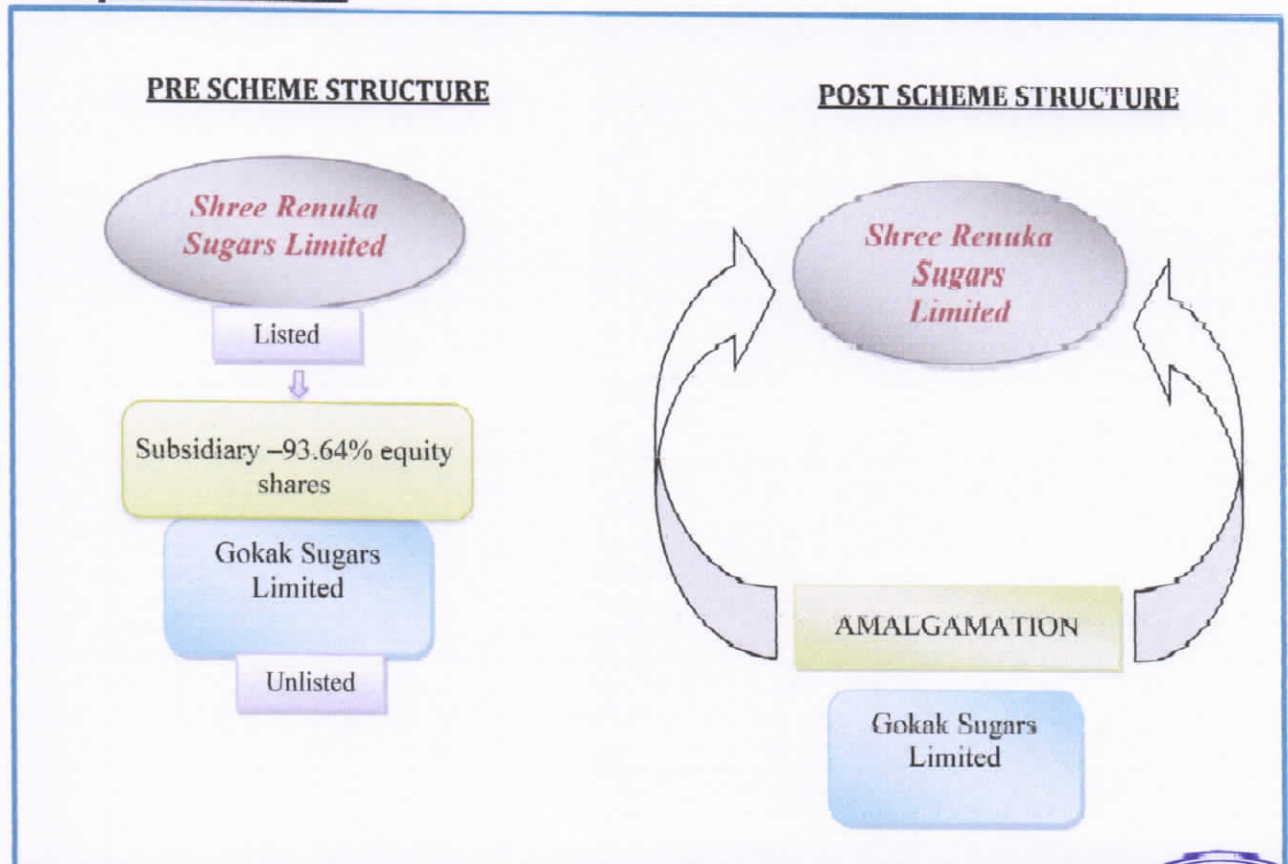 PRE SCHEME STRUCTURE
Shree Renuka
Sugars Limited
Listed
Subsidiary –93.64% equity
shares
Gokak Sugars
Limited
Unlisted
POST SCHEME STRUCTURE
Shree Renuka
Sugars
Limited
AMALGAMATION
Gokak Sugars
Limited